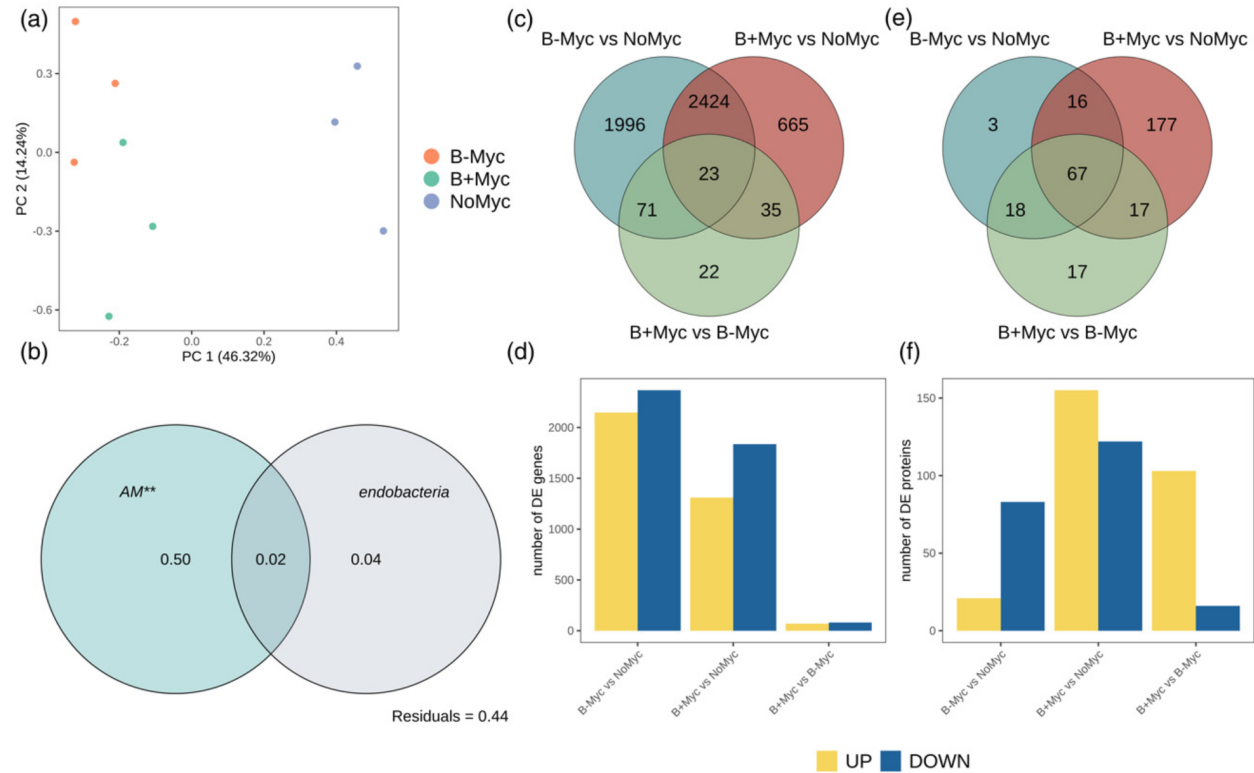 (a)
0.3
0.0
-0.3
-0.6
PC 2 (14.24%)
-0.2
0.0
0.2
0.4
PC 1 (46.32%)
B-Myc
B+Myc
NoMyc
(b)
AM**
endobacteria
0.50
0.02
0.04
Residuals = 0.44
(c)
B-Myc vs NoMyc
B+Myc vs NoMyc
1996
2424
665
23
71
35
22
B+Myc vs B-Myc
(d)
number of DE genes
2000
1500
1000
500
0
B-Myc vs NoMyc
B+Myc vs NoMyc
B+Myc vs B-Myc
(e)
B-Myc vs NoMyc
B+Myc vs NoMyc
3
16
177
67
18
17
17
B+Myc vs B-Myc
(f)
number of DE proteins
150
100
50
0
B-Myc vs NoMyc
B+Myc vs NoMyc
B+Myc vs B-Myc
UP
DOWN